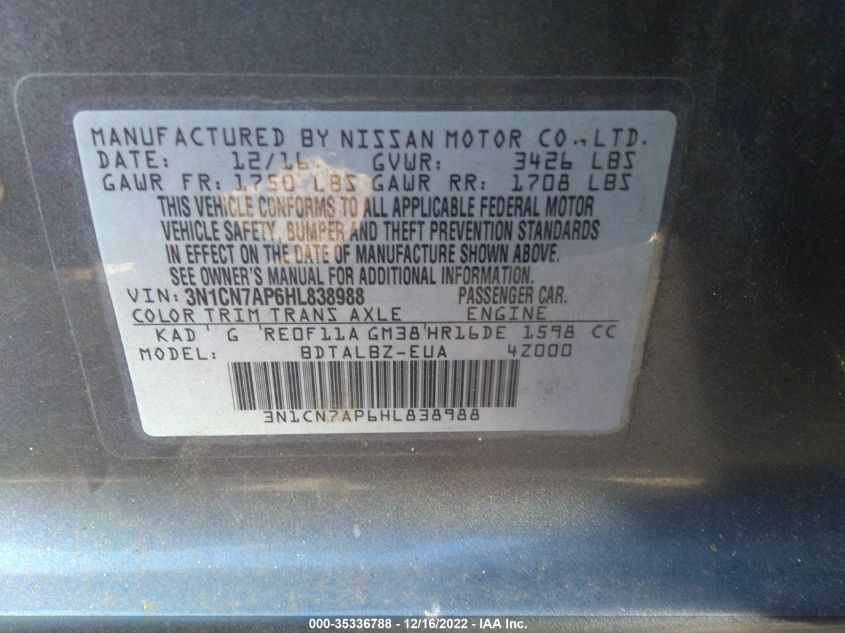 MANUFACTURED BY NISSAN MOTOR CO., LTD.
DATE: 12/16 GVWR: 3426 LBS
GAWR FR: 1750 LBS GAWR RR: 1708 LBS
THIS VEHICLE CONFORMS TO ALL APPLICABLE FEDERAL MOTOR
VEHICLE SAFETY, BUMPER AND THEFT PREVENTION STANDARDS
IN EFFECT ON THE DATE OF MANUFACTURE SHOWN ABOVE.
SEE OWNER'S MANUAL FOR ADDITIONAL INFORMATION.
VIN: 3N1CN7AP6HL838988 PASSENGER CAR.
COLOR TRIM TRANS AXLE ENGINE
KAD G RE0F11A GM38 HR16DE 1598 CC
MODEL: BDTALBZ-EUA 4Z000
3N1CN7AP6HL838988
000-35336788 - 12/16/2022 - IAA Inc.